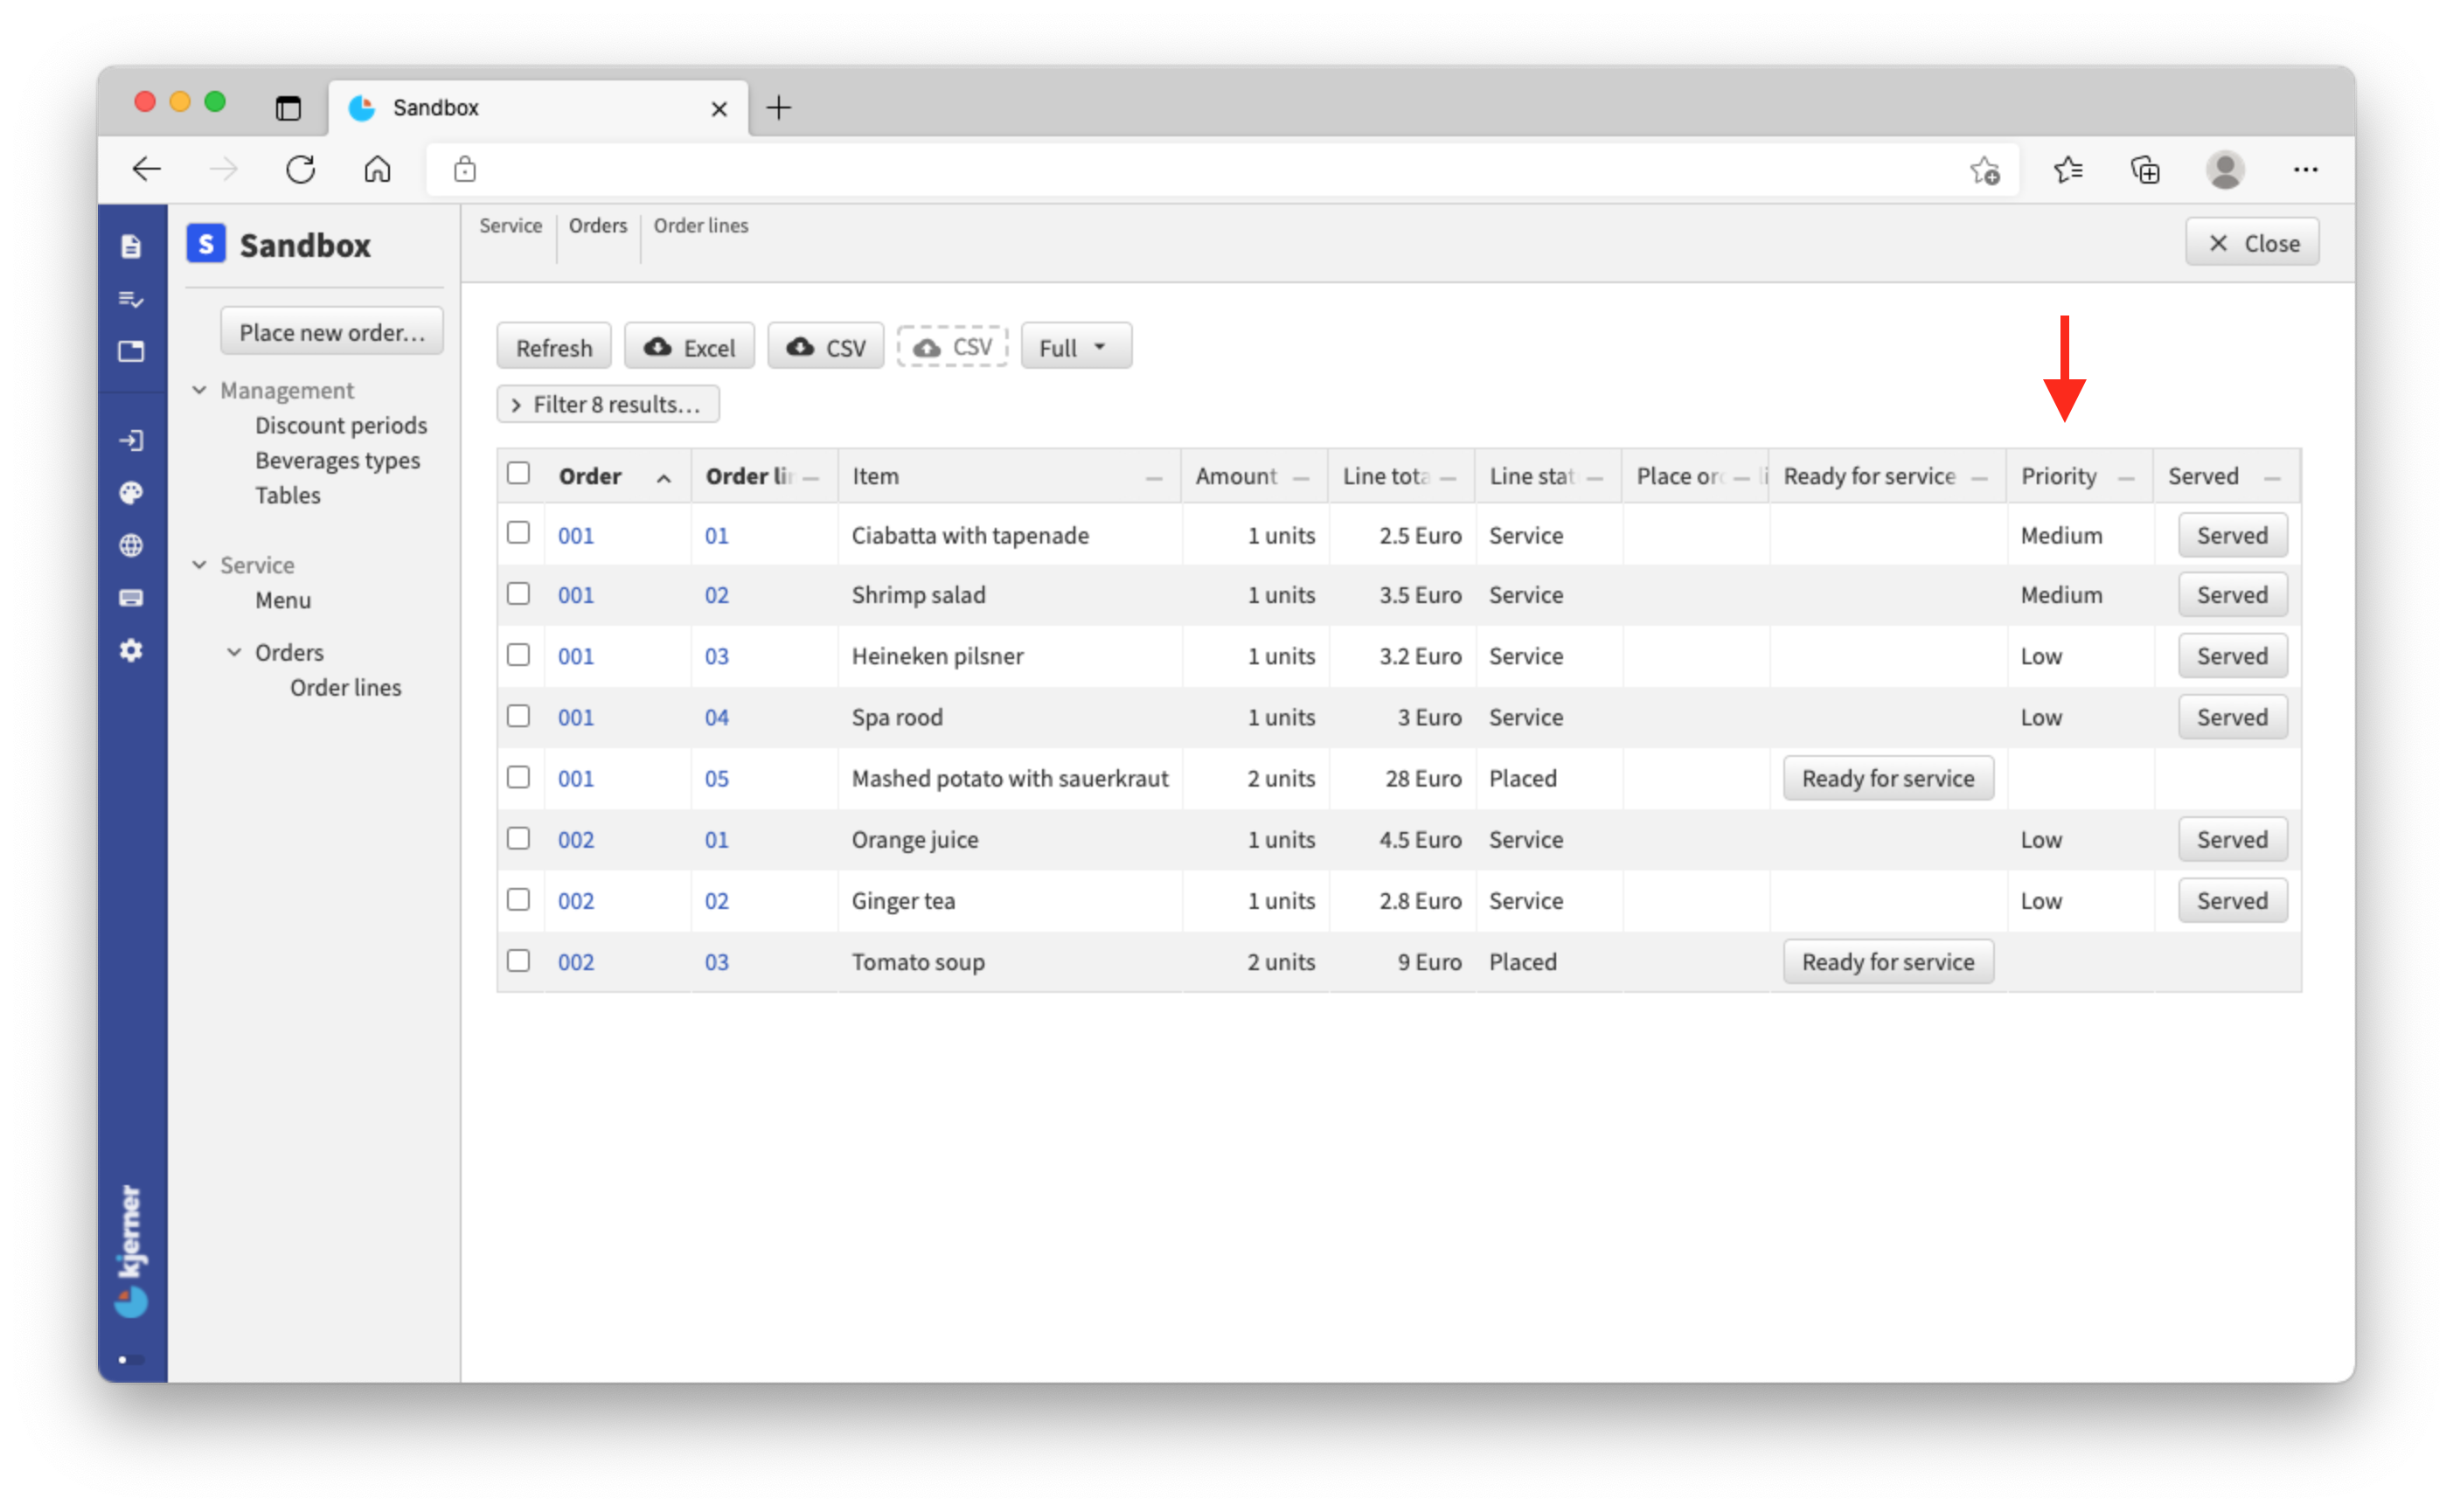 Sandbox
S Sandbox
Service Orders Order lines
Close
Place new order...
Management
Discount periods
Beverages types
Tables
Service
Menu
Orders
Order lines
kjerner
Refresh Excel CSV CSV Full
Filter 8 results...
Order Order li Item Amount Line tota Line stat Place or Ready for service Priority Served
001 01 Ciabatta with tapenade 1 units 2.5 Euro Service Medium Served
001 02 Shrimp salad 1 units 3.5 Euro Service Medium Served
001 03 Heineken pilsner 1 units 3.2 Euro Service Low Served
001 04 Spa rood 1 units 3 Euro Service Low Served
001 05 Mashed potato with sauerkraut 2 units 28 Euro Placed Ready for service
002 01 Orange juice 1 units 4.5 Euro Service Low Served
002 02 Ginger tea 1 units 2.8 Euro Service Low Served
002 03 Tomato soup 2 units 9 Euro Placed Ready for service